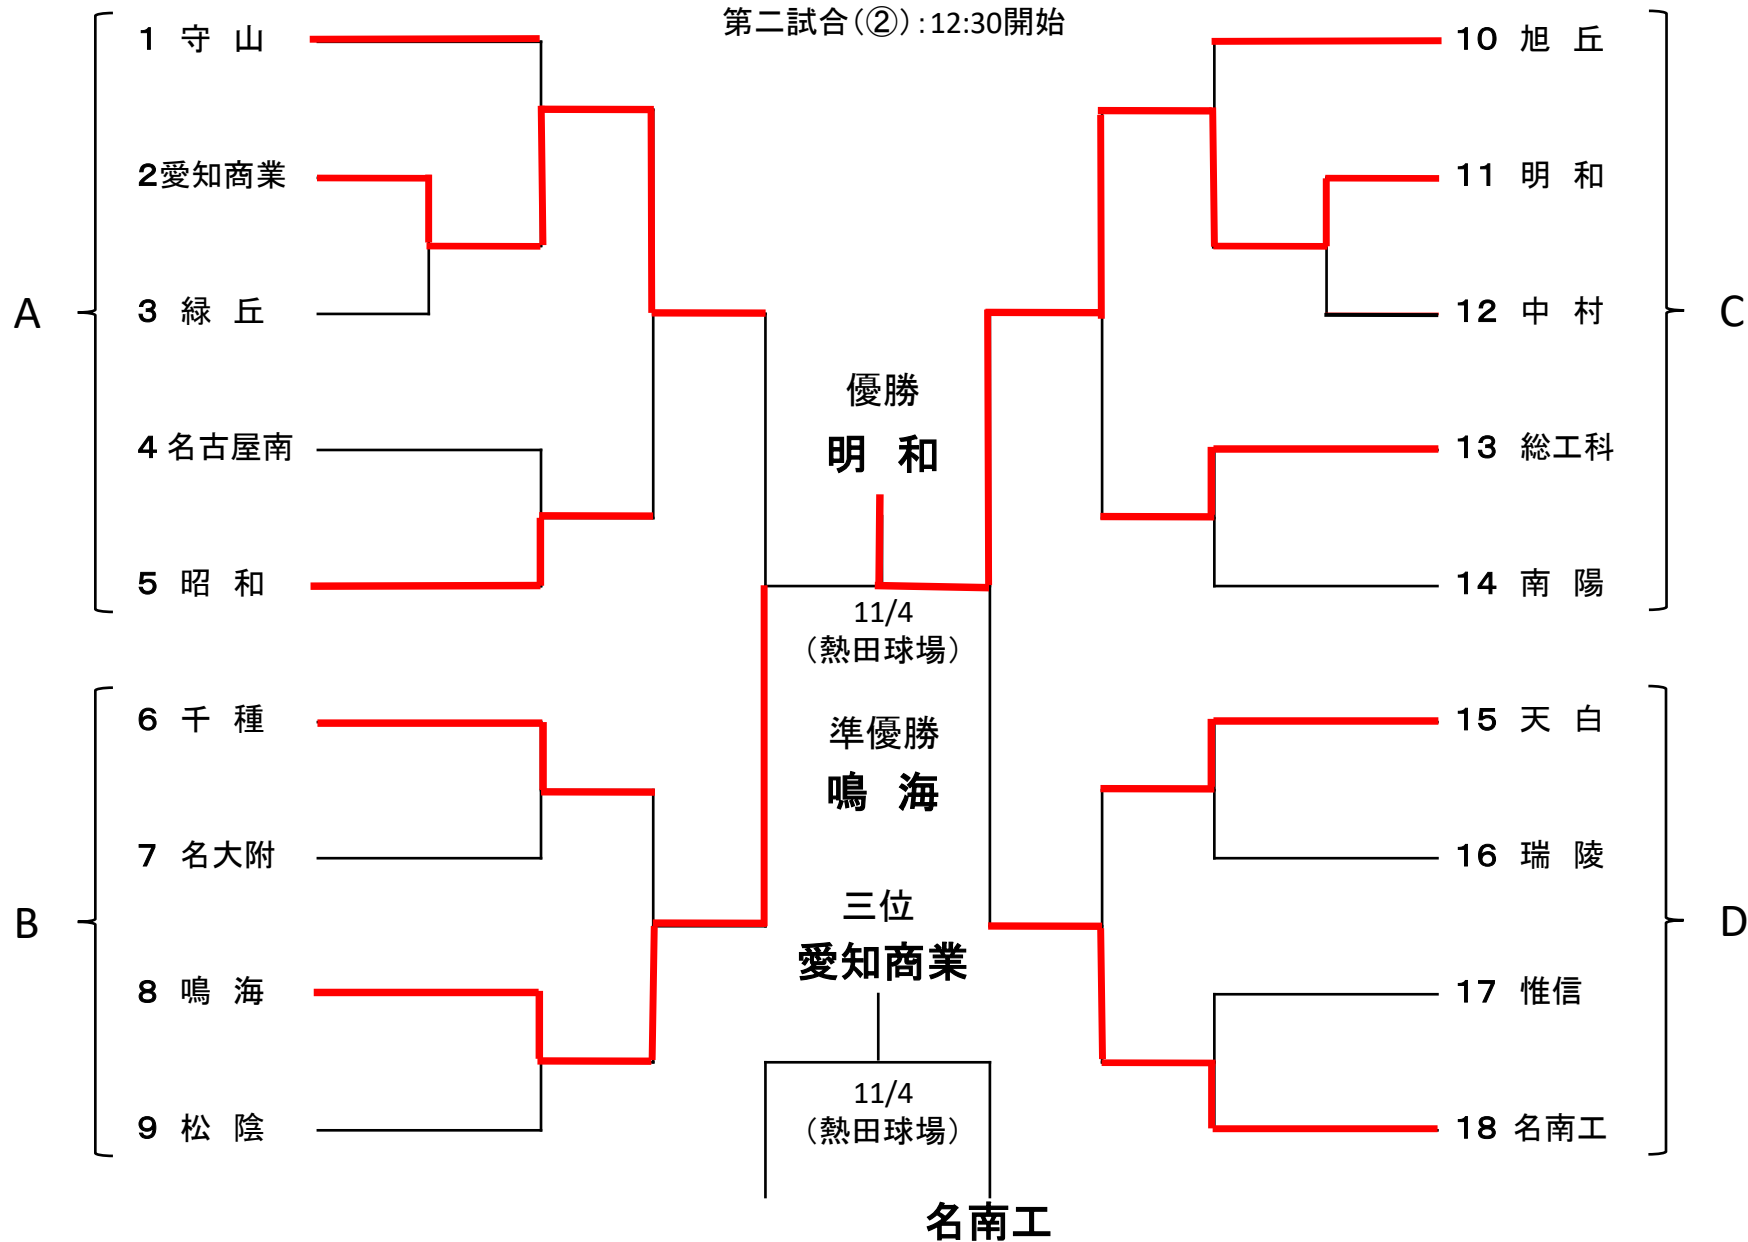 第二試合(②):12:30開始
A
1 守 山
2愛知商業
3 緑 丘
4 名古屋南
5 昭 和
B
6 千 種
7 名大附
8 鳴 海
9 松 陰
優勝
明 和
11/4
(熱田球場)
準優勝
鳴 海
三位
愛知商業
11/4
(熱田球場)
名南工
C
10 旭 丘
11 明 和
12 中 村
13 総工科
14 南 陽
D
15 天 白
16 瑞 陵
17 惟信
18 名南工